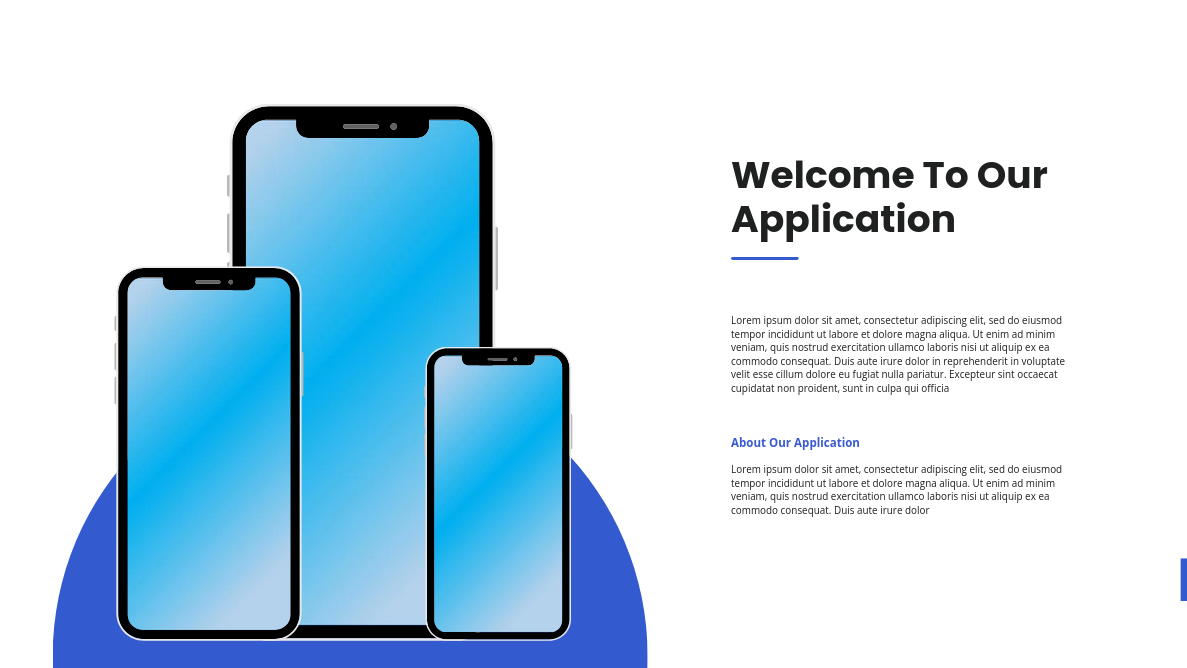 Welcome To Our
Application
Lorem ipsum dolor sit amet, consectetur adipiscing elit, sed do eiusmod
tempor incididunt ut labore et dolore magna aliqua. Ut enim ad minim
veniam, quis nostrud exercitation ullamco laboris nisi ut aliquip ex ea
commodo consequat. Duis aute irure dolor in reprehenderit in voluptate
velit esse cillum dolore eu fugiat nulla pariatur. Excepteur sint occaecat
cupidatat non proident, sunt in culpa qui officia
About Our Application
Lorem ipsum dolor sit amet, consectetur adipiscing elit, sed do eiusmod
tempor incididunt ut labore et dolore magna aliqua. Ut enim ad minim
veniam, quis nostrud exercitation ullamco laboris nisi ut aliquip ex ea
commodo consequat. Duis aute irure dolor